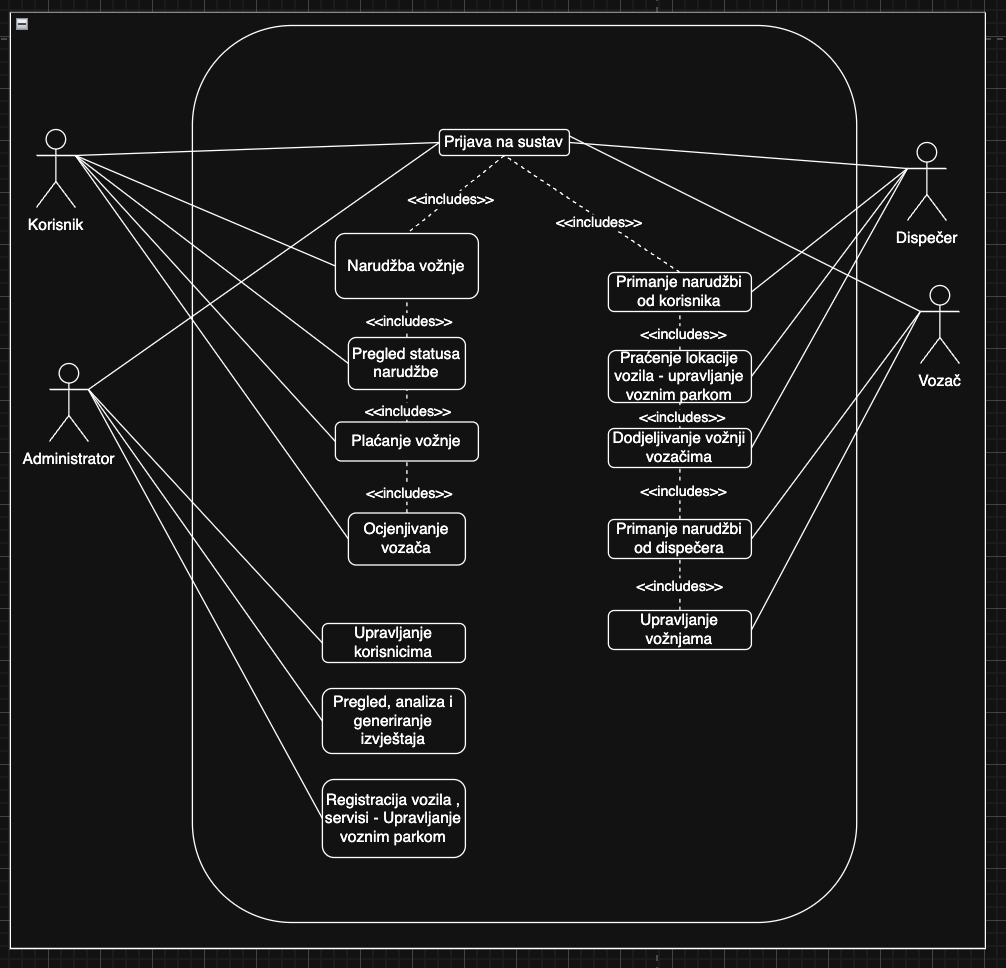 Prijava na sustav
<<includes>>
<<includes>>
Korisnik
Dispečer
Narudžba vožnje
Primanje narudžbi
od korisnika
<<includes>>
<<includes>>
Pregled statusa
narudžbe
Praćenje lokacije
vozila - upravljanje
voznim parkom
Vozač
<<includes>>
<<includes>>
Plaćanje vožnje
Dodjeljivanje vožnji
vozačima
Administrator
<<includes>>
<<includes>>
Ocjenjivanje
vozača
Primanje narudžbi
od dispečera
<<includes>>
Upravljanje
korisnicima
Upravljanje
vožnjama
Pregled, analiza i
generiranje
izvještaja
Registracija vozila ,
servisi - Upravljanje
voznim parkom